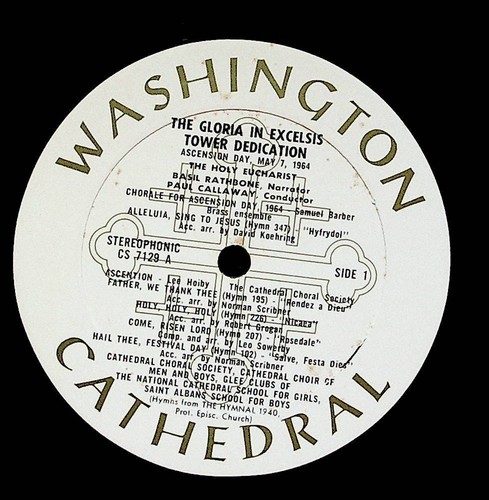 WASHINGTON
THE GLORIA IN EXCELSIS
TOWER DEDICATION
ASCENSION DAY, MAY 7, 1964
THE HOLY EUCHARIST
BASIL RATHBONE, Narrator
PAUL CALLAWAY, Conductor
CHORALE FOR ASCENSION DAY, 1964 - Samuel Barber
Brass ensemble
ALLELUIA, SING TO JESUS (Hymn 347) - "Hyfrydol"
Acc. arr. by David Koehring
STEREOPHONIC
CS 7129 A
SIDE 1
ASCENTION - Lee Hoiby The Cathedral Choral Society
FATHER, WE THANK THEE (Hymn 195) - "Rendez a Dieu"
Acc. arr. by Norman Scribner
HOLY, HOLY, HOLY (Hymn 226) - "Nicaea"
Acc. arr. by Robert Grogan
COME, RISEN LORD (Hymn 207) - "Rosedale"
Comp. and arr. by Leo Sowerby
HAIL THEE, FESTIVAL DAY (Hymn 102) - "Salve, Festa Dies"
Acc. arr. by Norman Scribner
CATHEDRAL CHORAL SOCIETY, CATHEDRAL CHOIR OF
MEN AND BOYS, GLEE CLUBS OF
THE NATIONAL CATHEDRAL SCHOOL FOR GIRLS,
SAINT ALBANS SCHOOL FOR BOYS
(Hymns from THE HYMNAL 1940,
Prot. Episc. Church)
CATHEDRAL